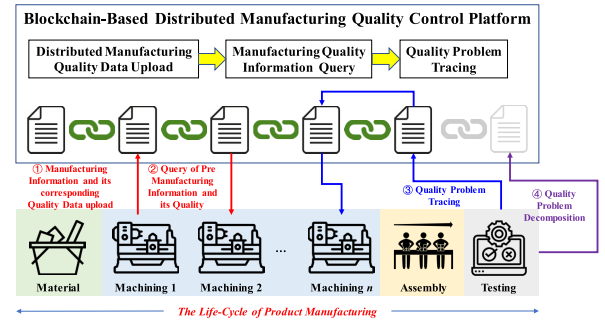 Blockchain-Based Distributed Manufacturing Quality Control Platform
Distributed Manufacturing
Quality Data Upload
Manufacturing Quality
Information Query
Quality Problem
Tracing
① Manufacturing
Information and its
corresponding
Quality Data upload
② Query of Pre
Manufacturing
Information and
its Quality
③ Quality Problem
Tracing
④ Quality
Problem
Decomposition
Material
Machining 1
Machining 2
...
Machining n
Assembly
Testing
The Life-Cycle of Product Manufacturing